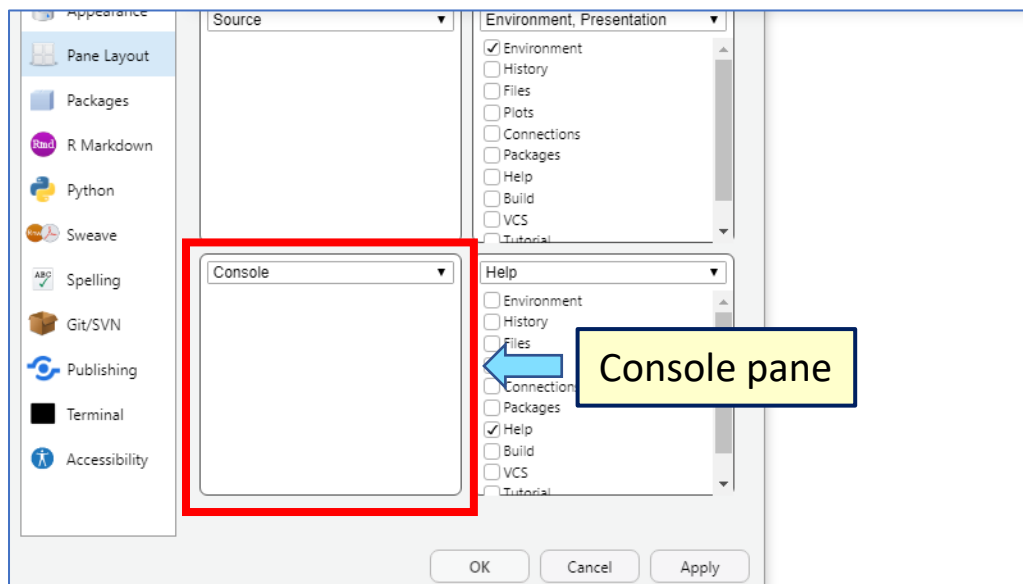 Appearance
Pane Layout
Packages
Rmd
R Markdown
Python
Sweave
ABC
Spelling
Git/SVN
Publishing
Terminal
Accessibility
Source
Environment, Presentation
Environment
History
Files
Plots
Connections
Packages
Help
Build
VCS
Tutorial
Console
Help
Environment
History
Files
Connections
Packages
Help
Build
VCS
Tutorial
Console pane
OK
Cancel
Apply